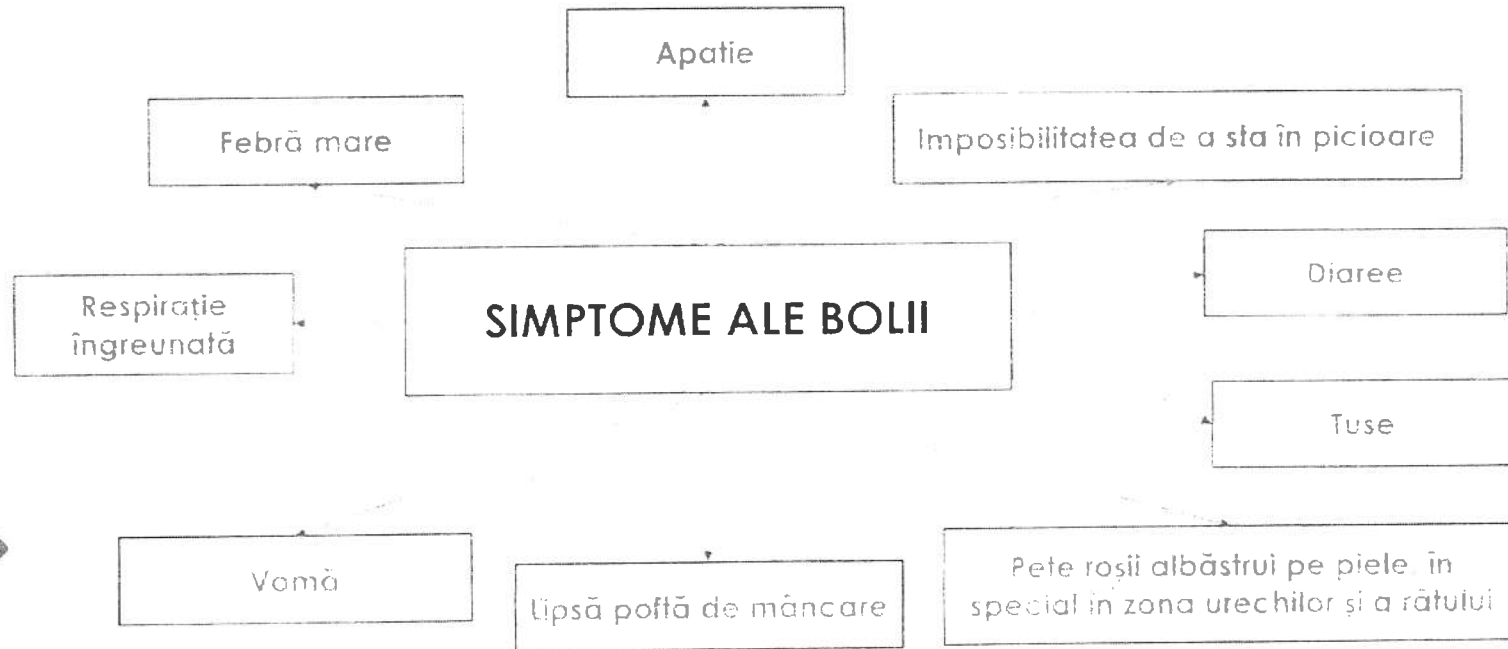 Apatie
Febră mare
Imposibilitatea de a sta în picioare
Respirație
îngreunată
SIMPTOME ALE BOLII
Diaree
Tuse
Vomă
Lipsă poftă de mâncare
Pete roșii albăstrui pe piele, în
special în zona urechilor și a râtului